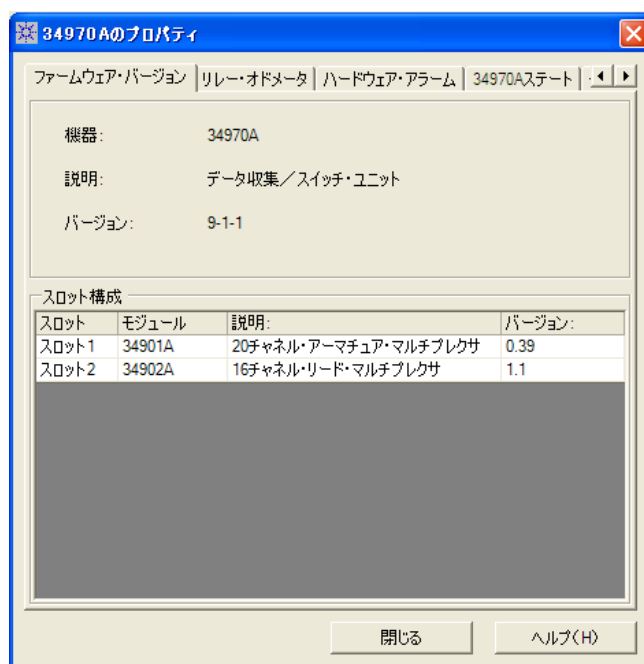 34970Aのプロパティ
ファームウェア・バージョン リレー・オドメータ ハードウェア・アラーム 34970Aステート
機器: 34970A
説明: データ収集／スイッチ・ユニット
バージョン: 9-1-1
スロット構成
スロット モジュール 説明: バージョン:
スロット1 34901A 20チャネル・アーマチュア・マルチプレクサ 0.39
スロット2 34902A 16チャネル・リード・マルチプレクサ 1.1
閉じる ヘルプ(H)